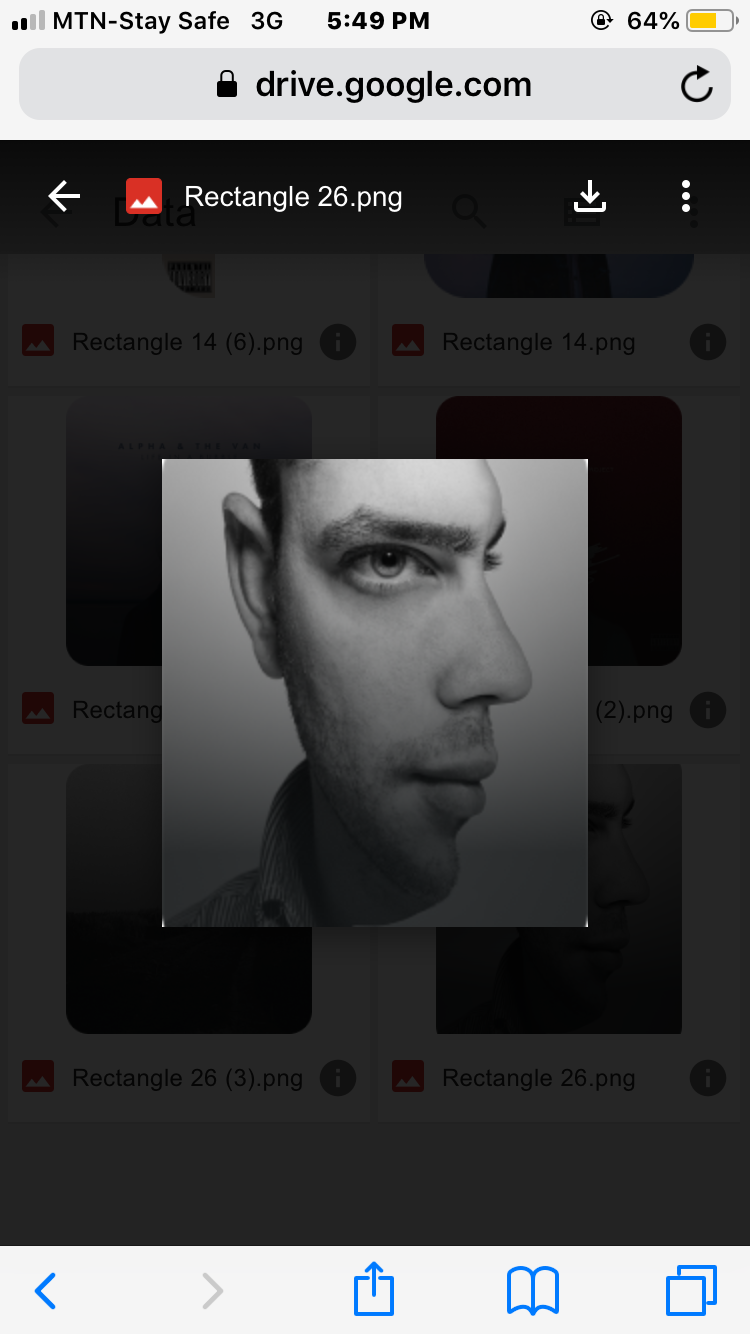 MTN-Stay Safe 3G 5:49 PM 64%
drive.google.com
Rectangle 26.png
Data
Rectangle 14 (6).png
Rectangle 14.png
ALPHA & THE VAN
Rectang
(2).png
Rectangle 26 (3).png
Rectangle 26.png